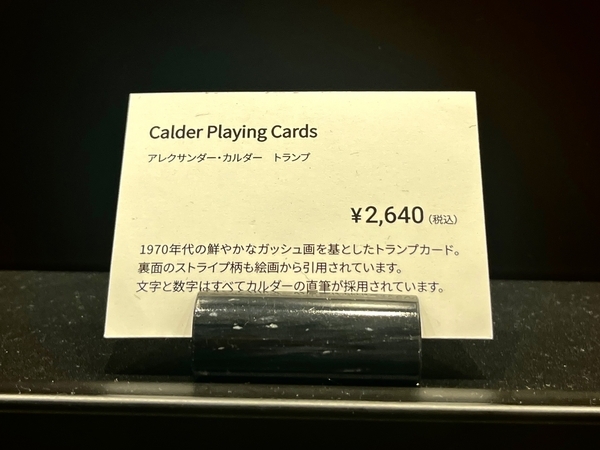 Calder Playing Cards
アレクサンダー・カルダー　トランプ
¥2,640（税込）
1970年代の鮮やかなガッシュ画を基としたトランプカード。
裏面のストライプ柄も絵画から引用されています。
文字と数字はすべてカルダーの直筆が採用されています。